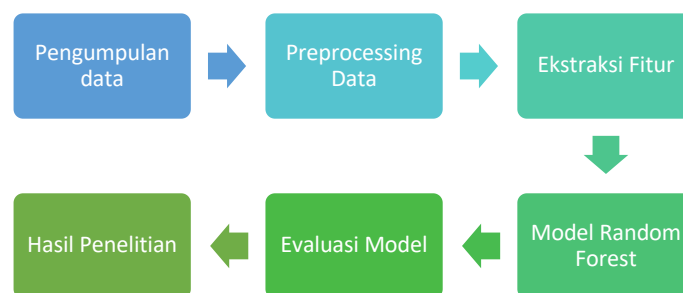 Pengumpulan
data
Preprocessing
Data
Ekstraksi Fitur
Model Random
Forest
Evaluasi Model
Hasil Penelitian